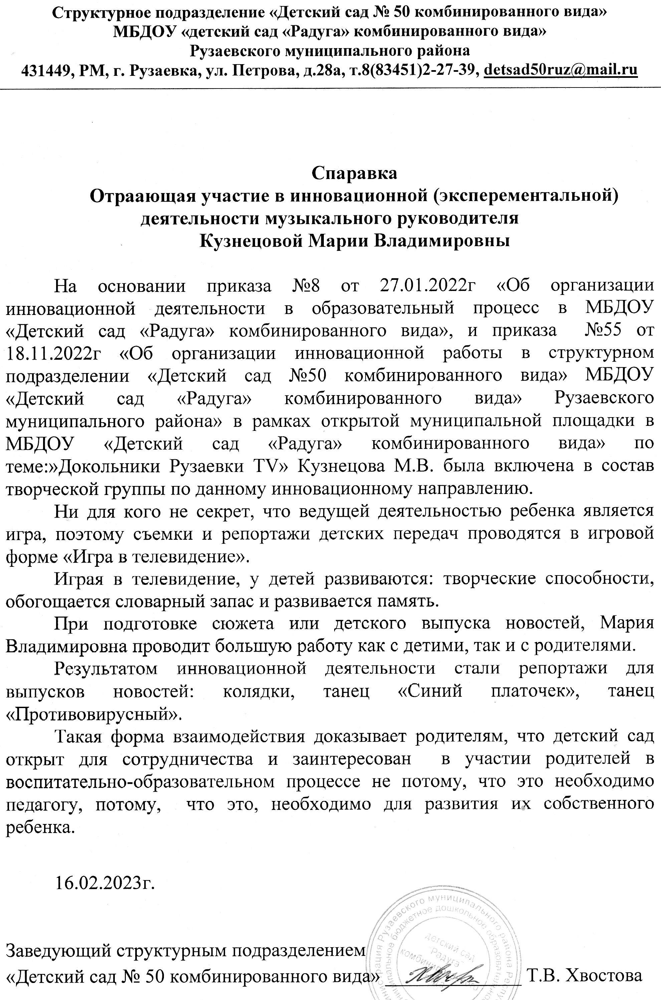 Структурное подразделение «Детский сад № 50 комбинированного вида»
МБДОУ «детский сад «Радуга» комбинированного вида»
Рузаевского муниципального района
431449, РМ, г. Рузаевка, ул. Петрова, д.28а, т.8(83451)2-27-39, detsad50ruz@mail.ru
Спаравка
Отраающая участие в инновационной (эксперементальной)
деятельности музыкального руководителя
Кузнецовой Марии Владимировны
На основании приказа №8 от 27.01.2022г «Об организации
инновационной деятельности в образовательный процесс в МБДОУ
«Детский сад «Радуга» комбинированного вида», и приказа №55 от
18.11.2022г «Об организации инновационной работы в структурном
подразделении «Детский сад №50 комбинированного вида» МБДОУ
«Детский сад «Радуга» комбинированного вида» Рузаевского
муниципального района» в рамках открытой муниципальной площадки в
МБДОУ «Детский сад «Радуга» комбинированного вида» по
теме:»Докольники Рузаевки TV» Кузнецова М.В. была включена в состав
творческой группы по данному инновационному направлению.
Ни для кого не секрет, что ведущей деятельностью ребенка является
игра, поэтому съемки и репортажи детских передач проводятся в игровой
форме «Игра в телевидение».
Играя в телевидение, у детей развиваются: творческие способности,
обогощается словарный запас и развивается память.
При подготовке сюжета или детского выпуска новостей, Мария
Владимировна проводит большую работу как с детими, так и с родителями.
Результатом инновационной деятельности стали репортажи для
выпусков новостей: колядки, танец «Синий платочек», танец
«Противовирусный».
Такая форма взаимодействия доказывает родителям, что детский сад
открыт для сотрудничества и заинтересован в участии родителей в
воспитательно-образовательном процессе не потому, что это необходимо
педагогу, потому, что это, необходимо для развития их собственного
ребенка.
16.02.2023г.
Рузаевского муниципального района
бюджетное дошкольное
детский сад
"Радуга"
Заведующий структурным подразделением
«Детский сад № 50 комбинированного вида» Т.В. Хвостова